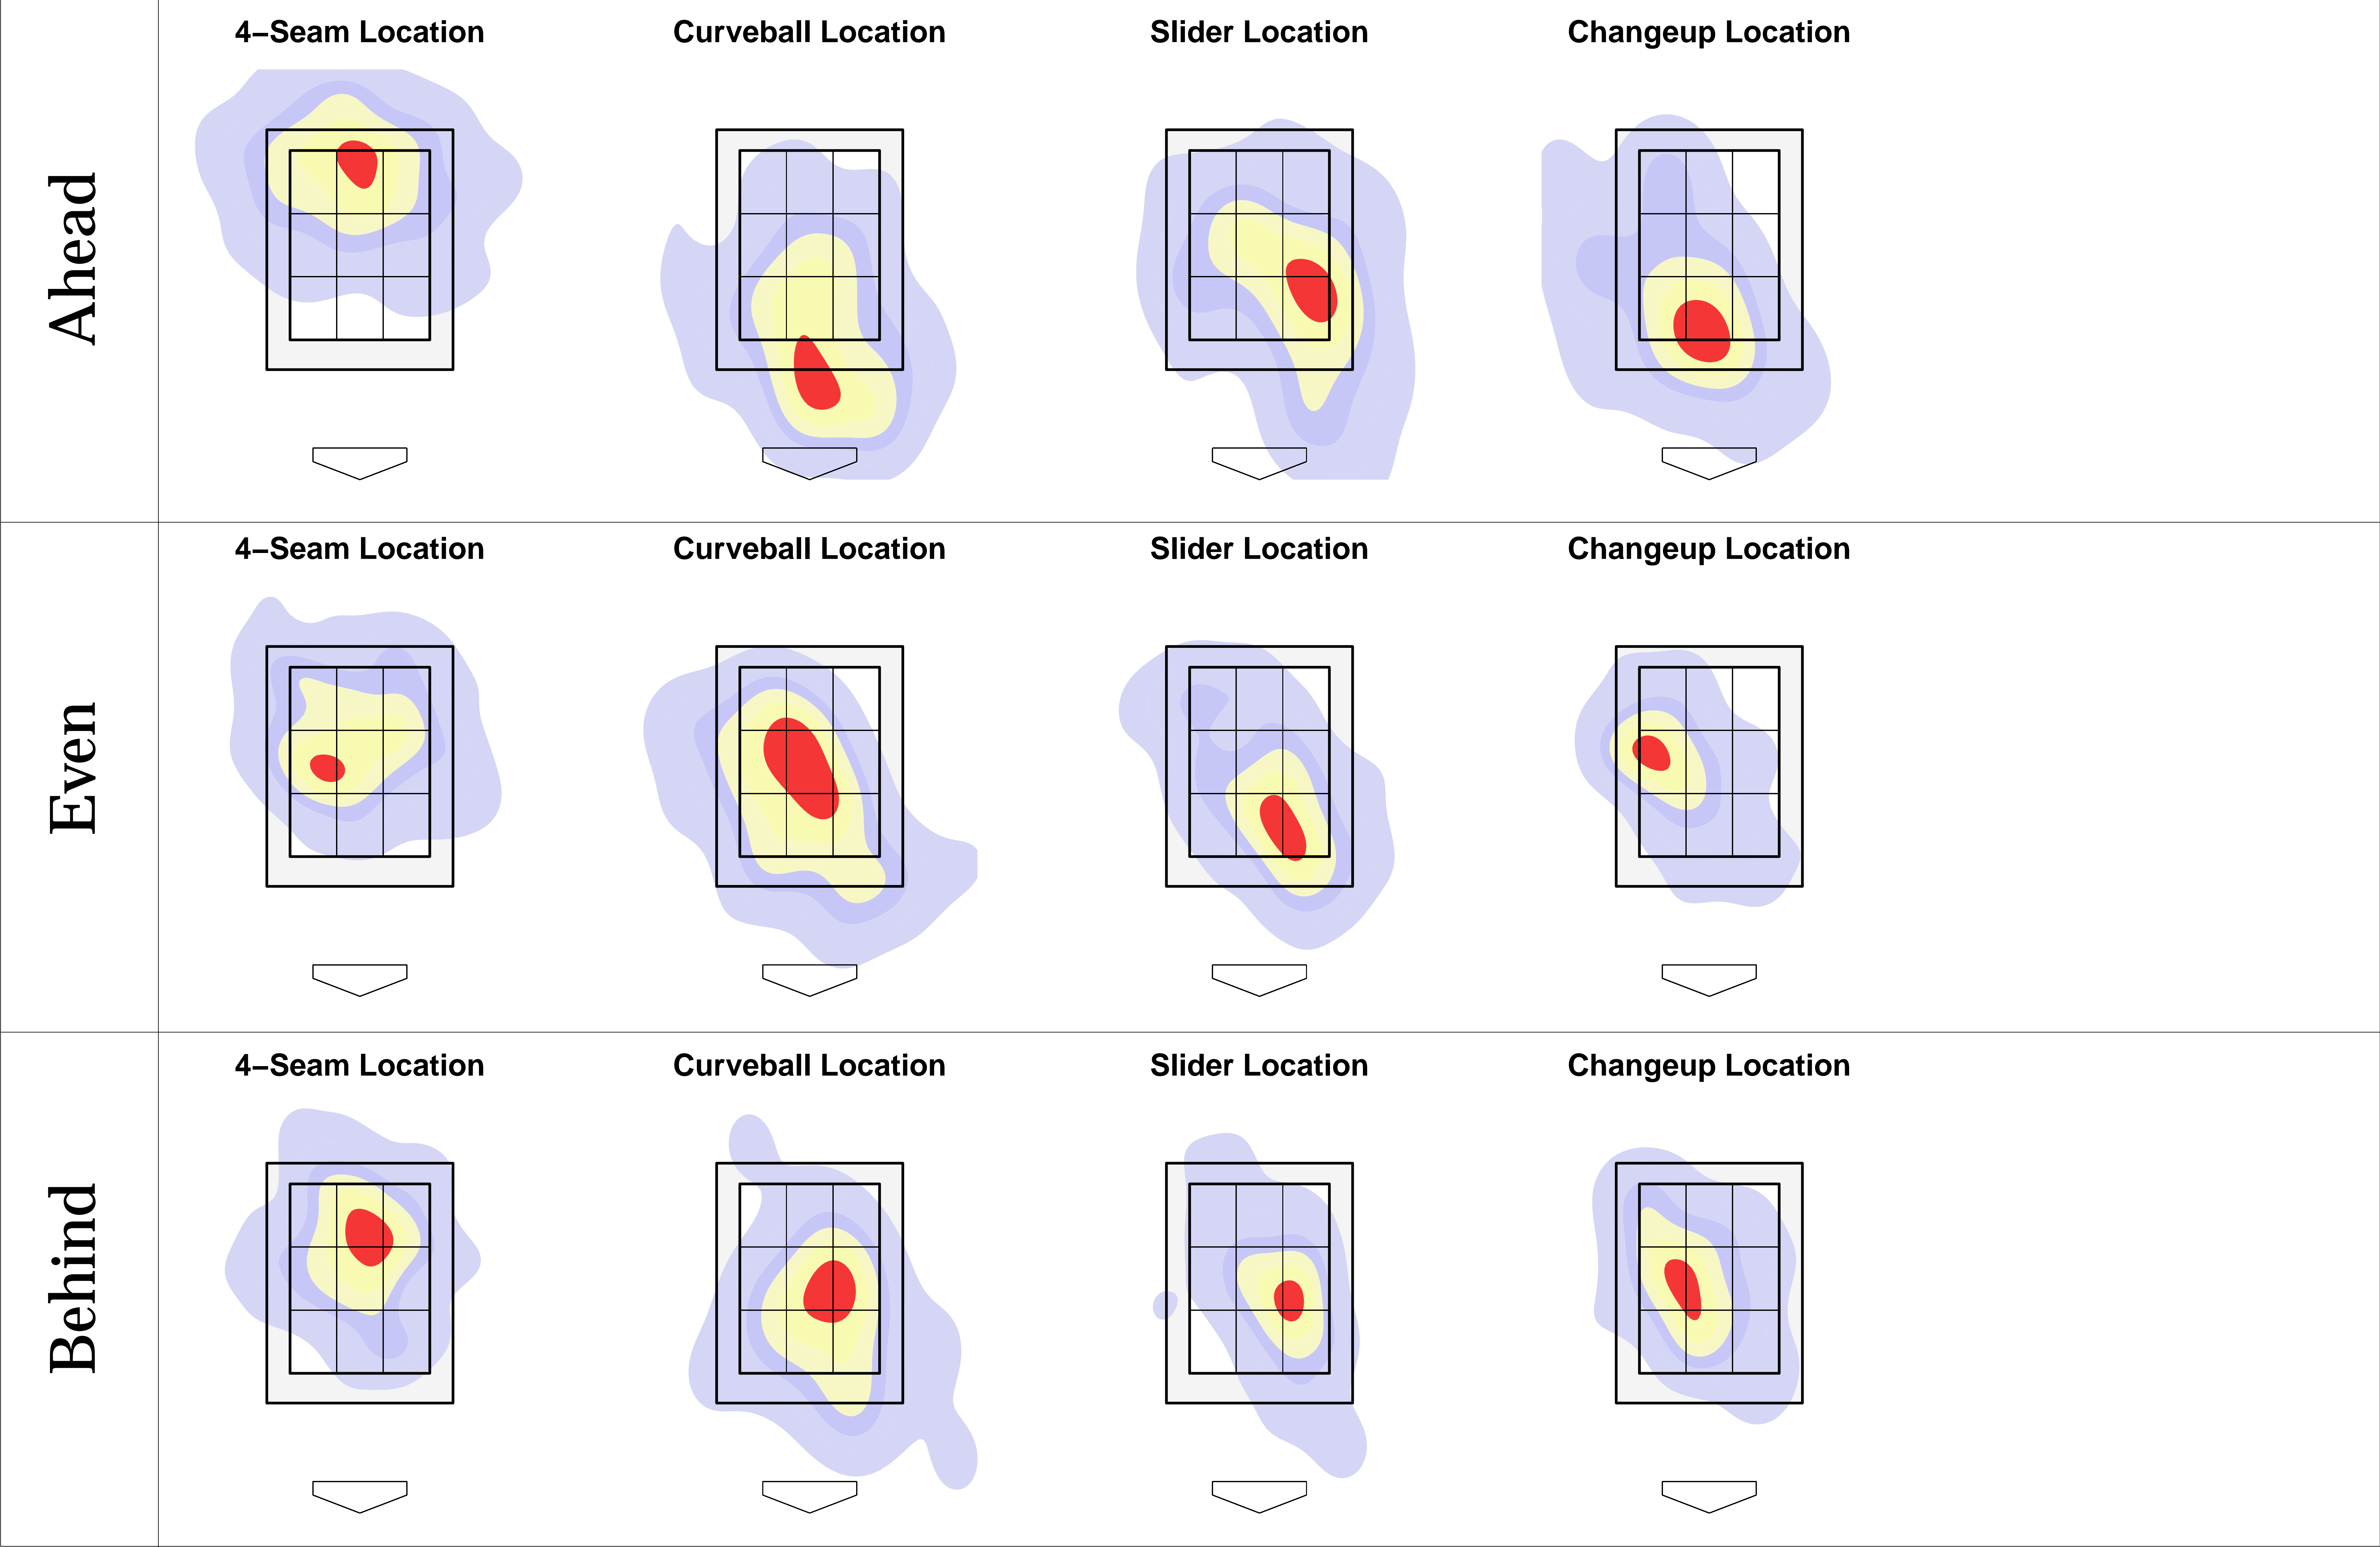 4−Seam Location
Curveball Location
Slider Location
Changeup Location
Ahead
4−Seam Location
Curveball Location
Slider Location
Changeup Location
Even
4−Seam Location
Curveball Location
Slider Location
Changeup Location
Behind